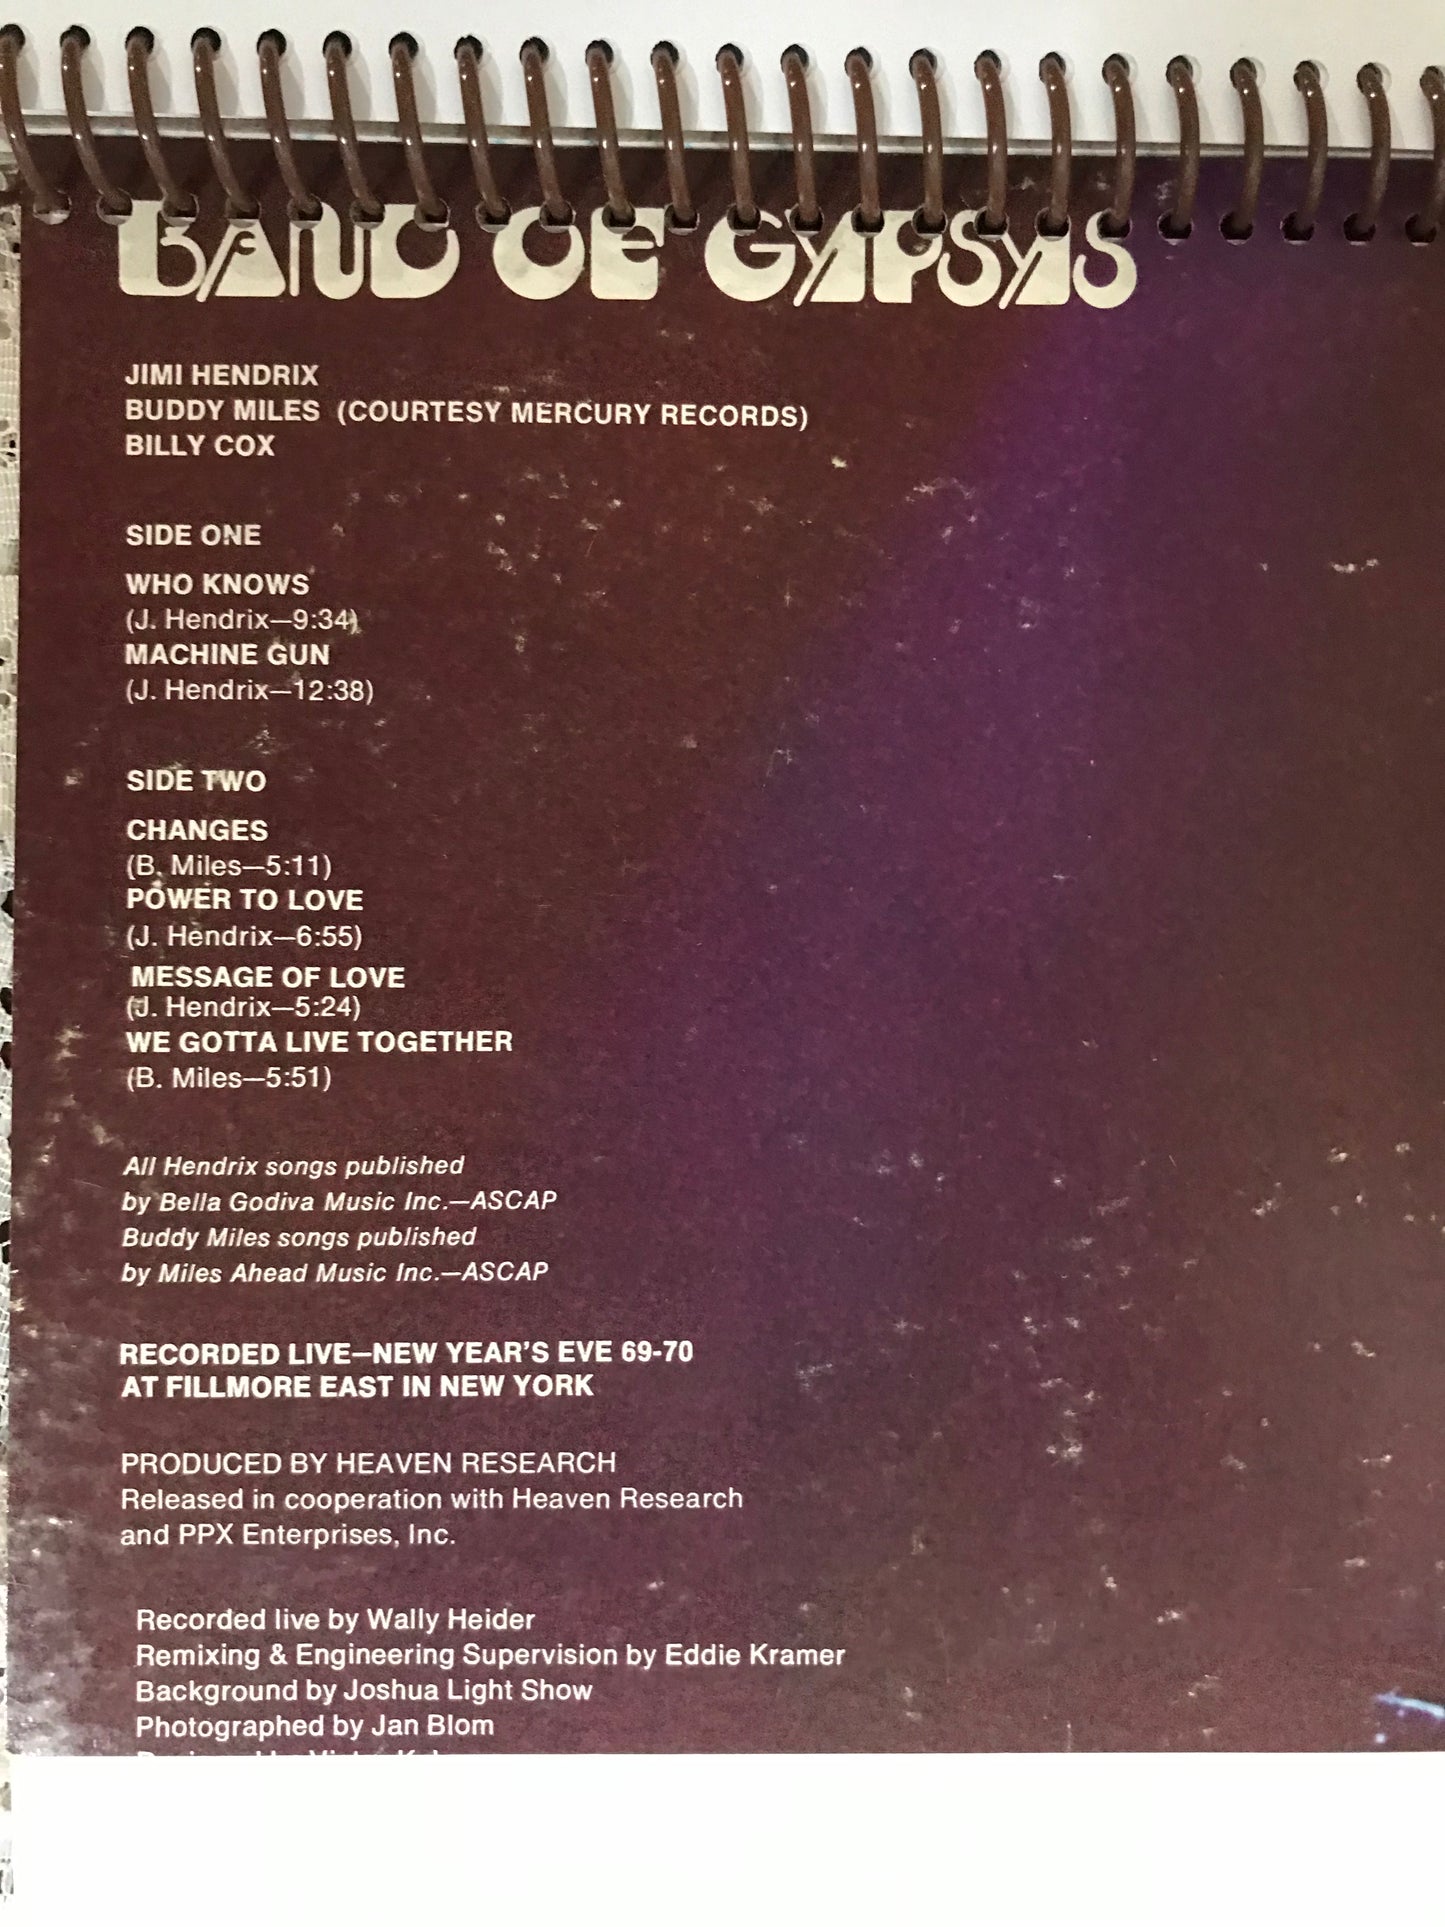 BAND OF GYPSYS
JIMI HENDRIX
BUDDY MILES (COURTESY MERCURY RECORDS)
BILLY COX
SIDE ONE
WHO KNOWS
(J. Hendrix—9:34)
MACHINE GUN
(J. Hendrix—12:38)
SIDE TWO
CHANGES
(B. Miles—5:11)
POWER TO LOVE
(J. Hendrix—6:55)
MESSAGE OF LOVE
(J. Hendrix—5:24)
WE GOTTA LIVE TOGETHER
(B. Miles—5:51)
All Hendrix songs published
by Bella Godiva Music Inc.—ASCAP
Buddy Miles songs published
by Miles Ahead Music Inc.—ASCAP
RECORDED LIVE—NEW YEAR'S EVE 69-70
AT FILLMORE EAST IN NEW YORK
PRODUCED BY HEAVEN RESEARCH
Released in cooperation with Heaven Research
and PPX Enterprises, Inc.
Recorded live by Wally Heider
Remixing & Engineering Supervision by Eddie Kramer
Background by Joshua Light Show
Photographed by Jan Blom